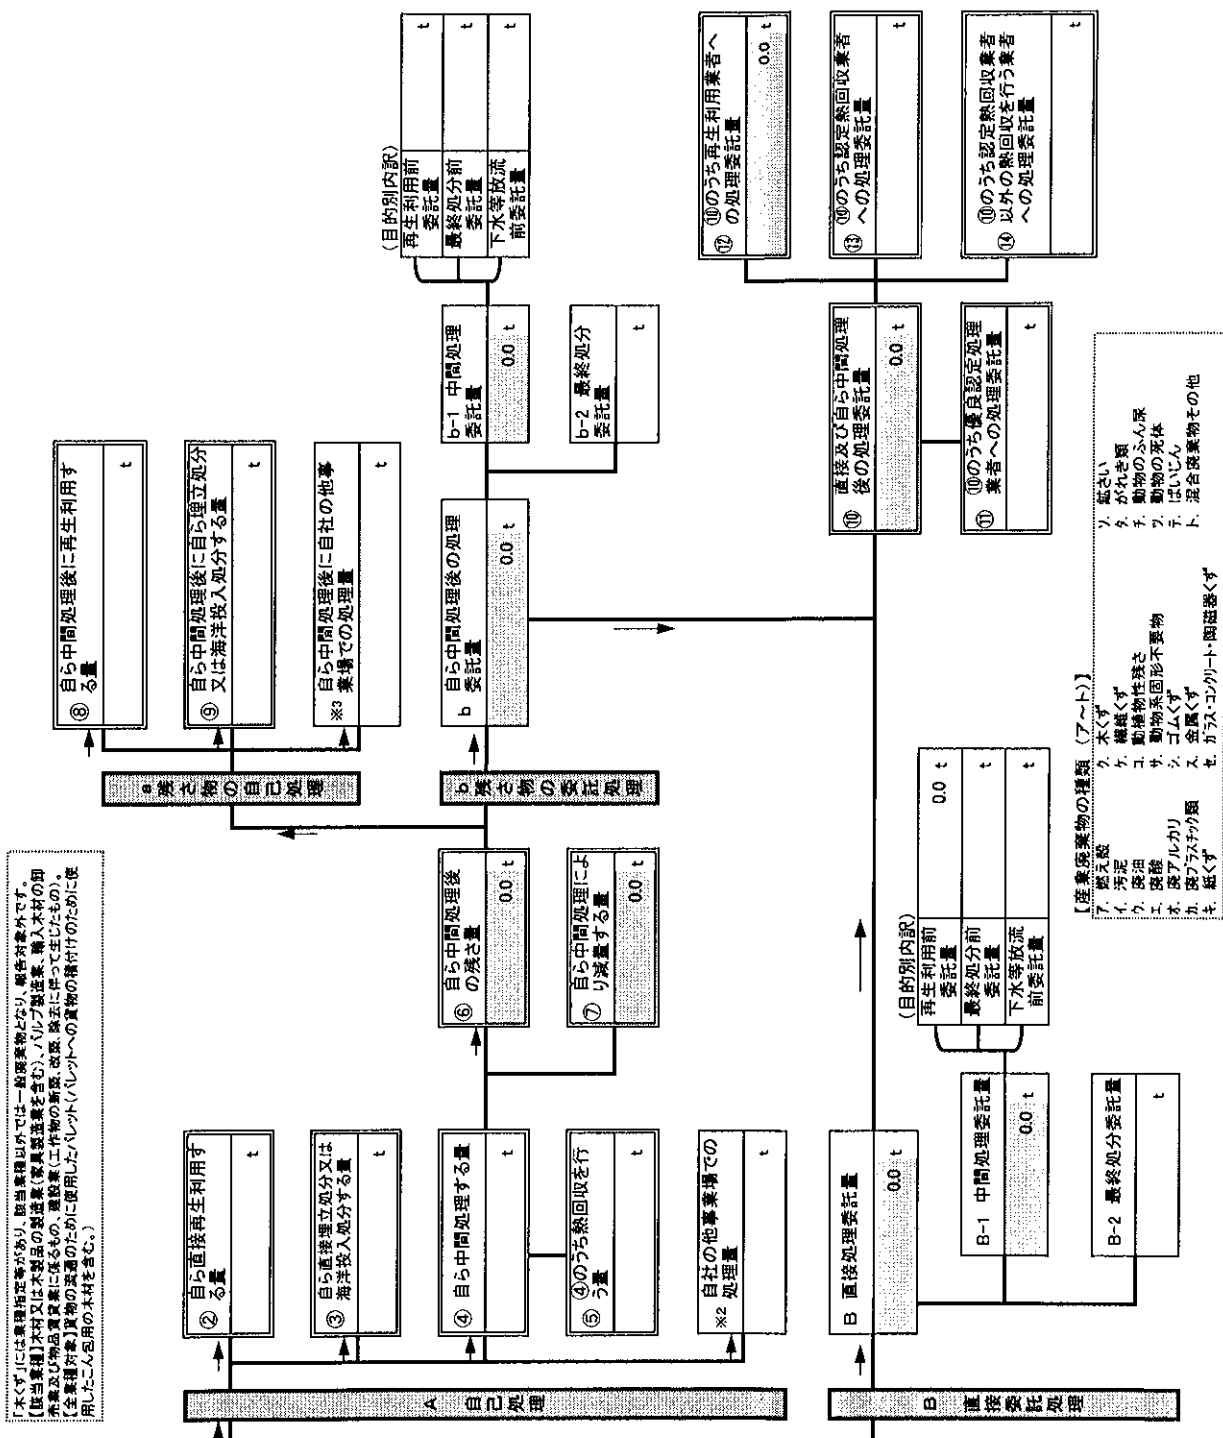 「木くず」には業種指定等があり、該当業種以外では一般廃棄物となり、報告対象外です。
【該当業種】木材又は木製品の製造業(家具製造業を含む)、パルプ製造業、輸入木材の卸
売業及び物品賃貸業に係るもの、建設業(工作物の新築、改築、除去に伴って生じたもの)。
【全業種対象】貨物の流通のために使用したパレット(パレットへの貨物の積付けのために使
用したこん包用の木材を含む。)
A 自己処理
② 自ら直接再生利用す
る量
t
③ 自ら直接埋立処分又は
海洋投入処分する量
t
④ 自ら中間処理する量
t
⑤ ④のうち熱回収を行
う量
t
※2 自社の他事業場での
処理量
t
⑥ 自ら中間処理後
の残さ量
0.0 t
⑦ 自ら中間処理によ
り減量する量
0.0 t
a 残さ物の自己処理
⑧ 自ら中間処理後に再生利用す
る量
t
⑨ 自ら中間処理後に自ら埋立処分
又は海洋投入処分する量
t
※3 自ら中間処理後に自社の他事
業場での処理量
t
b 残さ物の委託処理
b 自ら中間処理後の処理
委託量
0.0 t
b-1 中間処理
委託量
0.0 t
b-2 最終処分
委託量
t
(目的別内訳)
再生利用前
委託量
t
最終処分前
委託量
t
下水等放流
前委託量
t
B 直接委託処理
B 直接処理委託量
0.0 t
B-1 中間処理委託量
0.0 t
B-2 最終処分委託量
t
(目的別内訳)
再生利用前
委託量
0.0 t
最終処分前
委託量
t
下水等放流
前委託量
t
⑩ 直接及び自ら中間処理
後の処理委託量
0.0 t
⑪ ⑩のうち優良認定処理
業者への処理委託量
t
⑫ ⑩のうち再生利用業者へ
の処理委託量
0.0 t
⑬ ⑩のうち認定熱回収業者
への処理委託量
t
⑭ ⑩のうち認定熱回収業者
以外の熱回収を行う業者
への処理委託量
t
【産業廃棄物の種類 (ア～ト)】
ア. 燃え殻
イ. 汚泥
ウ. 廃油
エ. 廃酸
オ. 廃アルカリ
カ. 廃プラスチック類
キ. 紙くず
ク. 木くず
ケ. 繊維くず
コ. 動植物性残さ
サ. 動物系固形不要物
シ. ゴムくず
ス. 金属くず
セ. ガラス・コンクリート・陶磁器くず
ソ. 鉱さい
タ. がれき類
チ. 動物のふん尿
ツ. 動物の死体
テ. ばいじん
ト. 混合廃棄物その他